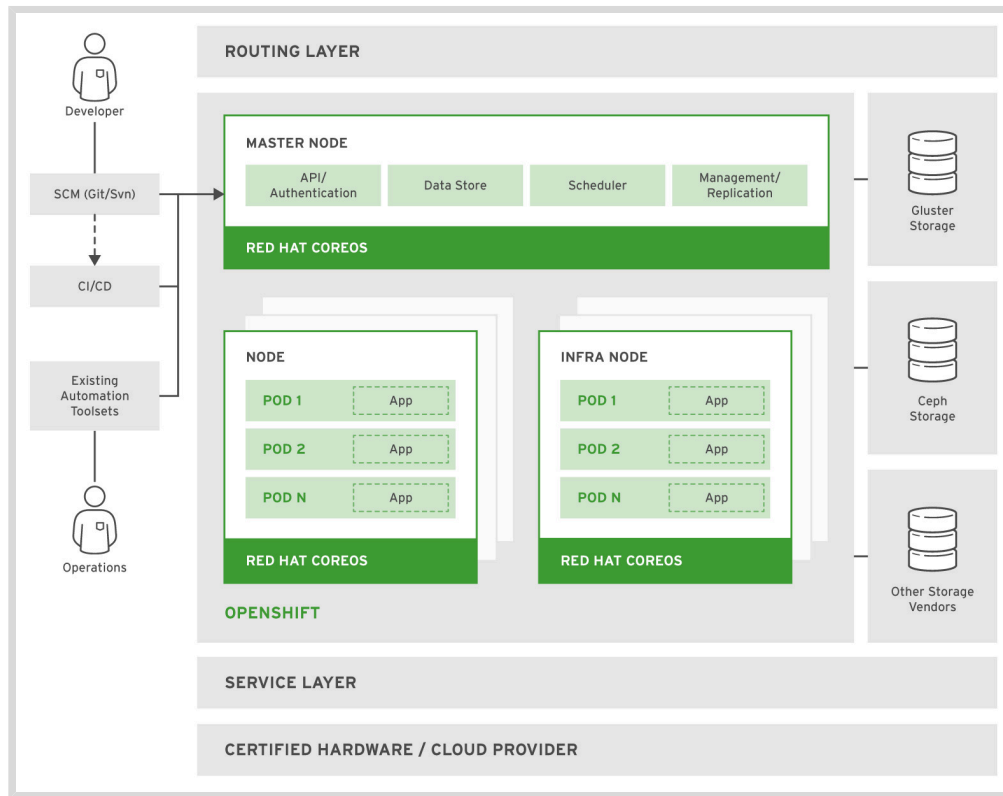 ROUTING LAYER
Developer
SCM (Git/Svn)
CI/CD
Existing
Automation
Toolsets
Operations
MASTER NODE
API/
Authentication
Data Store
Scheduler
Management/
Replication
RED HAT COREOS
NODE
POD 1 App
POD 2 App
POD N App
RED HAT COREOS
INFRA NODE
POD 1 App
POD 2 App
POD N App
RED HAT COREOS
OPENSHIFT
Gluster
Storage
Ceph
Storage
Other Storage
Vendors
SERVICE LAYER
CERTIFIED HARDWARE / CLOUD PROVIDER